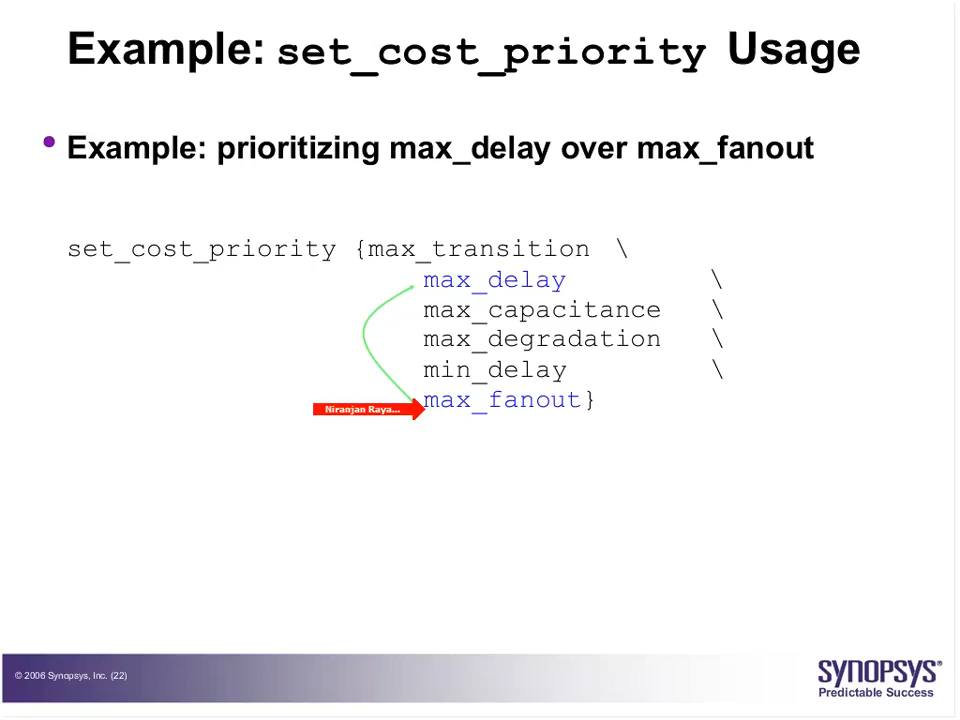 Example: set_cost_priority Usage
• Example: prioritizing max_delay over max_fanout
set_cost_priority {max_transition \
max_delay \
max_capacitance \
max_degradation \
min_delay \
max_fanout}
Niranjan Raya...
© 2006 Synopsys, Inc. (22)
SYNOPSYS®
Predictable Success